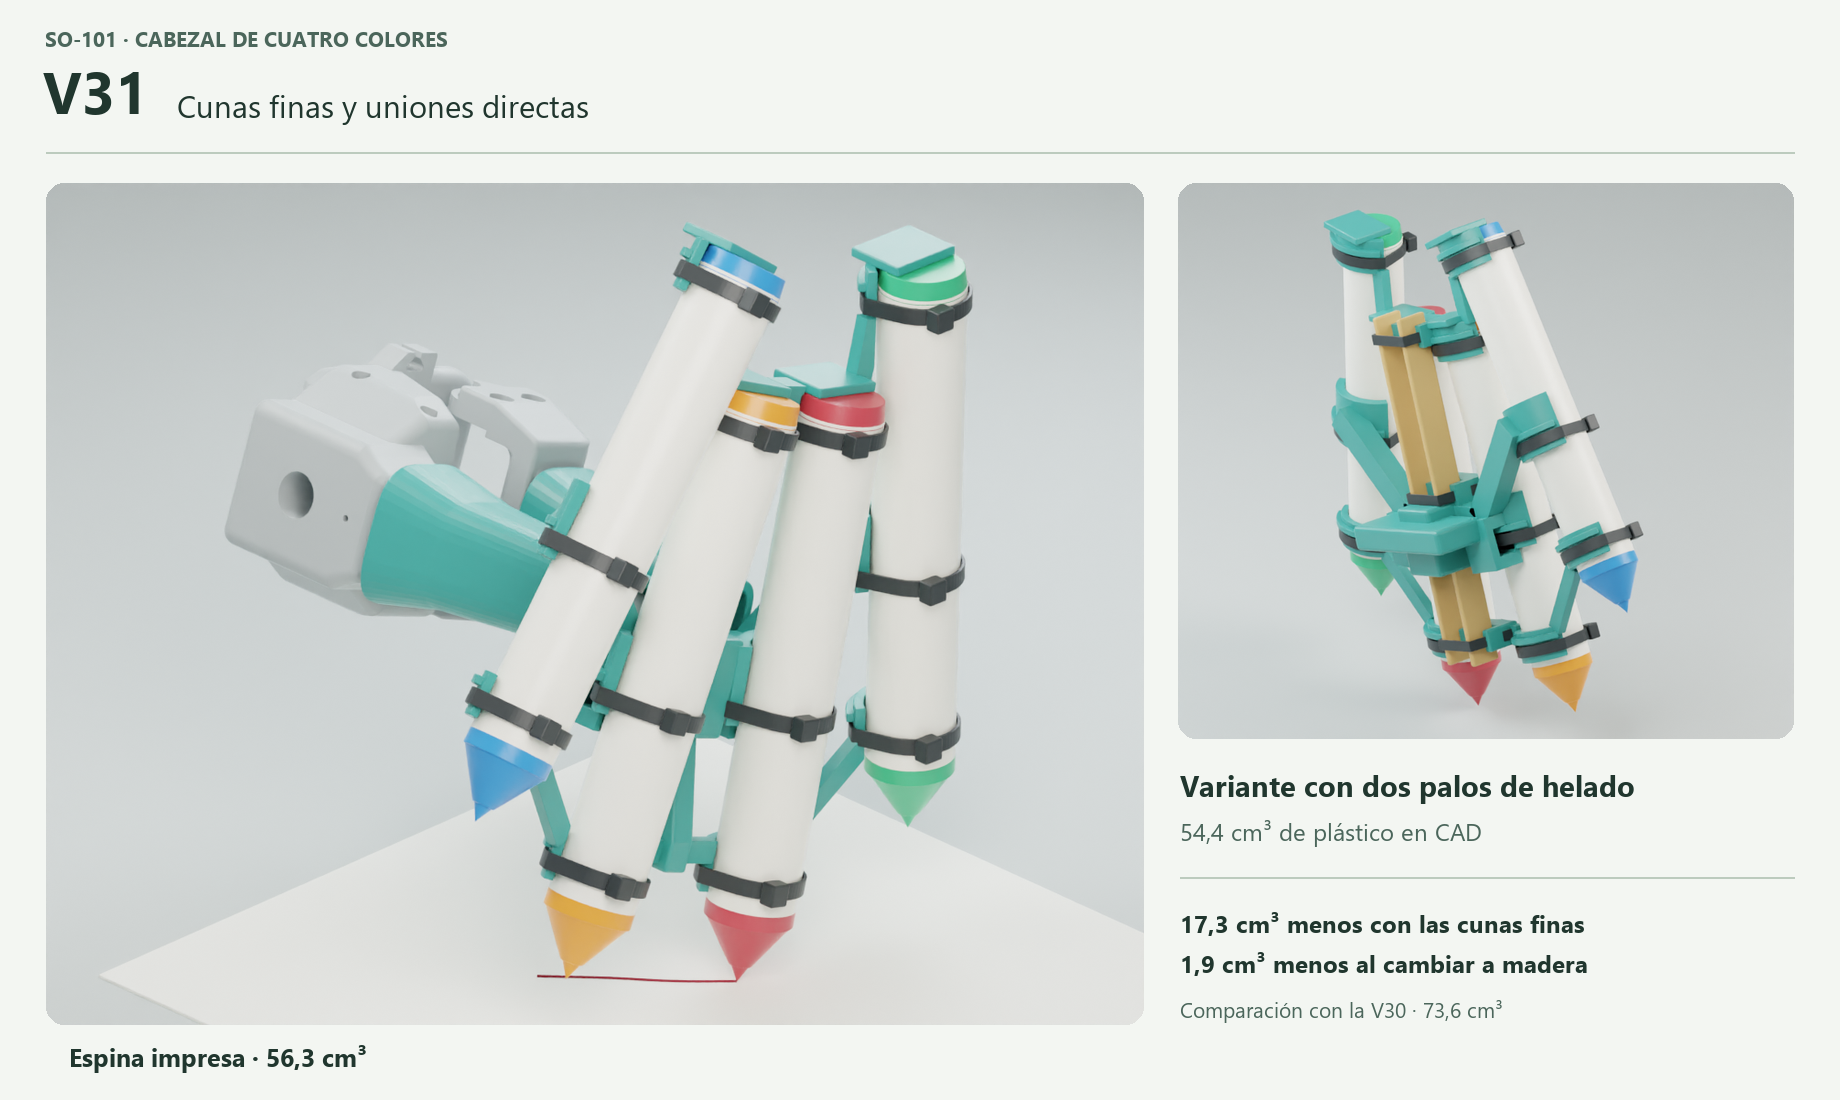 SO-101 · CABEZAL DE CUATRO COLORES
V31 Cunas finas y uniones directas
Espina impresa · 56,3 cm³
Variante con dos palos de helado
54,4 cm³ de plástico en CAD
17,3 cm³ menos con las cunas finas
1,9 cm³ menos al cambiar a madera
Comparación con la V30 · 73,6 cm³